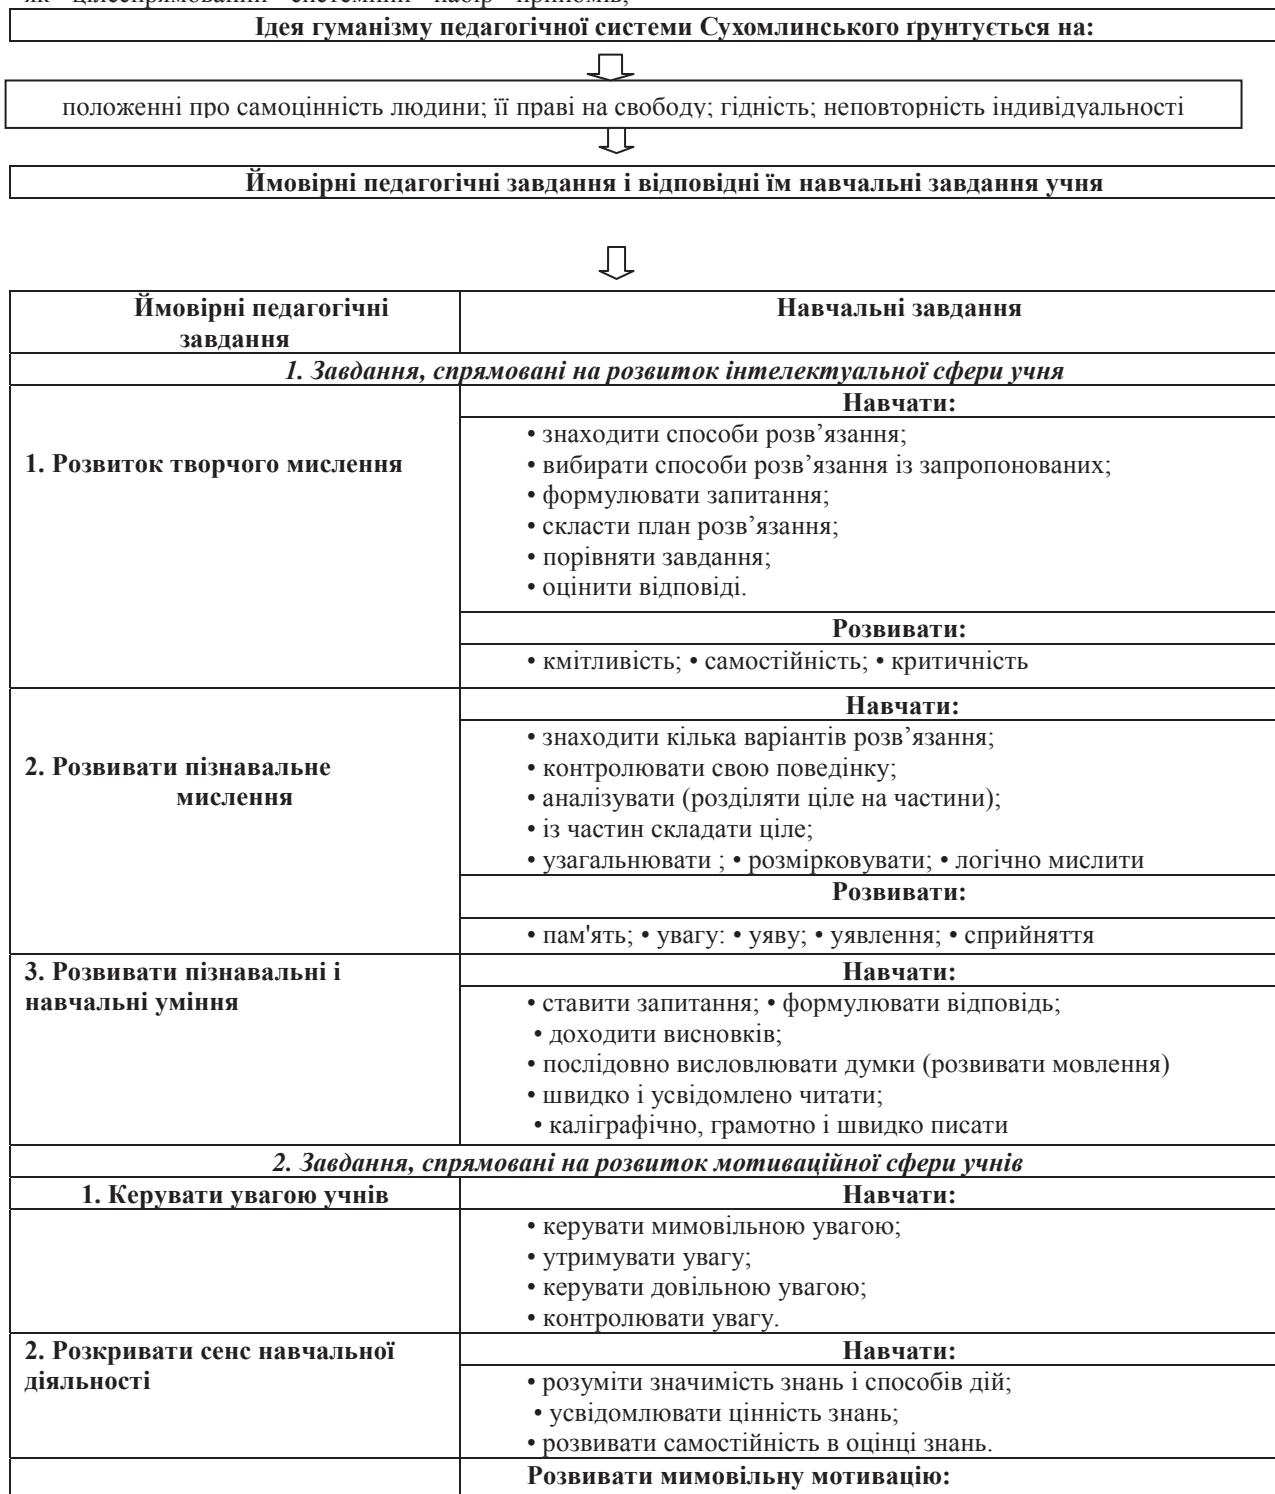 як цілеспрямований системний набір прийомів,
Ідея гуманізму педагогічної системи Сухомлинського ґрунтується на:
положенні про самоцінність людини; її праві на свободу; гідність; неповторність індивідуальності
Ймовірні педагогічні завдання і відповідні їм навчальні завдання учня
Ймовірні педагогічні
завдання
Навчальні завдання
1. Завдання, спрямовані на розвиток інтелектуальної сфери учня
1. Розвиток творчого мислення
Навчати:
• знаходити способи розв’язання;
• вибирати способи розв’язання із запропонованих;
• формулювати запитання;
• скласти план розв’язання;
• порівняти завдання;
• оцінити відповіді.
Розвивати:
• кмітливість; • самостійність; • критичність
2. Розвивати пізнавальне
мислення
Навчати:
• знаходити кілька варіантів розв’язання;
• контролювати свою поведінку;
• аналізувати (розділяти ціле на частини);
• із частин складати ціле;
• узагальнювати ; • розмірковувати; • логічно мислити
Розвивати:
• пам'ять; • увагу: • уяву; • уявлення; • сприйняття
3. Розвивати пізнавальні і
навчальні уміння
Навчати:
• ставити запитання; • формулювати відповідь;
• доходити висновків;
• послідовно висловлювати думки (розвивати мовлення)
• швидко і усвідомлено читати;
• каліграфічно, грамотно і швидко писати
2. Завдання, спрямовані на розвиток мотиваційної сфери учнів
1. Керувати увагою учнів
Навчати:
• керувати мимовільною увагою;
• утримувати увагу;
• керувати довільною увагою;
• контролювати увагу.
2. Розкривати сенс навчальної
діяльності
Навчати:
• розуміти значимість знань і способів дій;
• усвідомлювати цінність знань;
• розвивати самостійність в оцінці знань.
Розвивати мимовільну мотивацію: